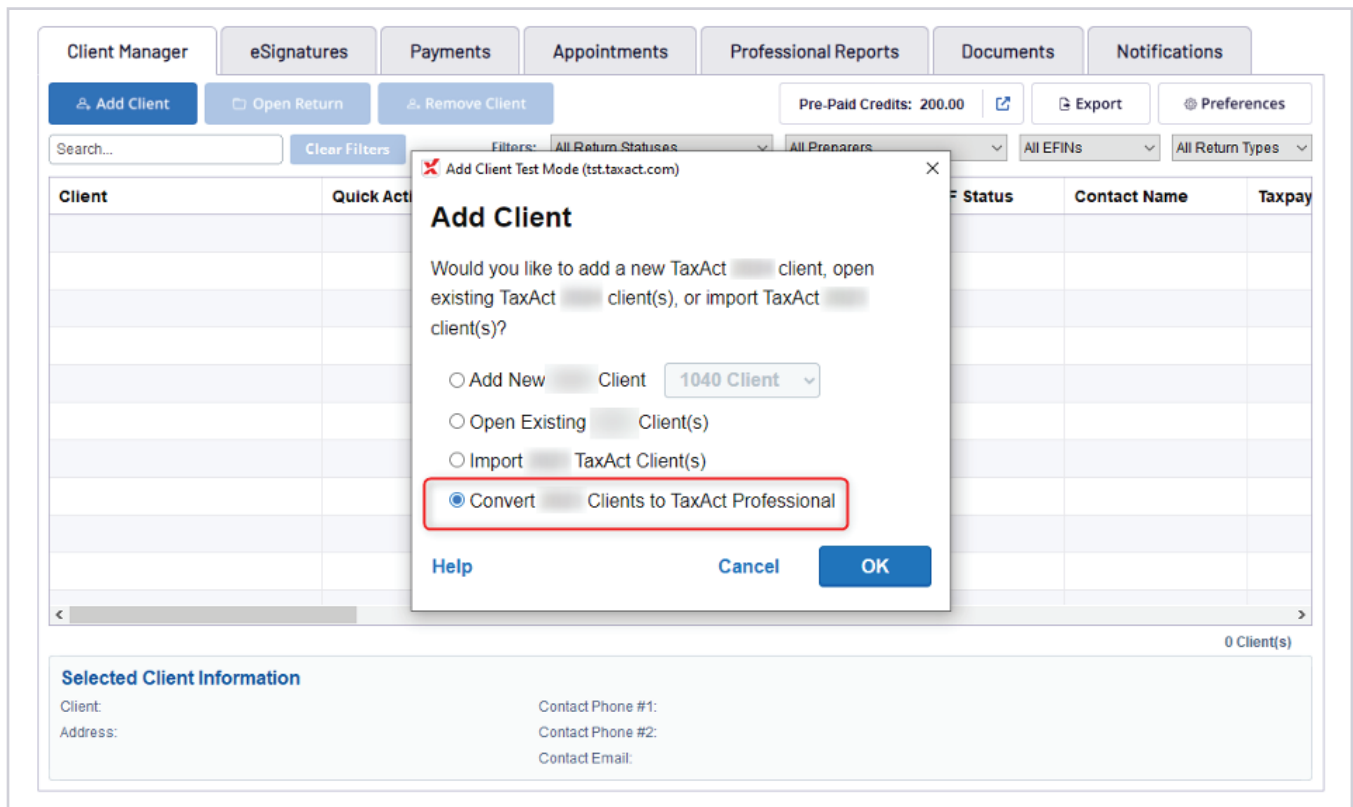 Client Manager
eSignatures
Payments
Appointments
Professional Reports
Documents
Notifications
Add Client
Open Return
Remove Client
Pre-Paid Credits: 200.00
Export
Preferences
Search...
Clear Filters
Filters:
All Return Statuses
All Preparers
All EFINs
All Return Types
Client
Quick Acti
F Status
Contact Name
Taxpay
Add Client Test Mode (tst.taxact.com)
Add Client
Would you like to add a new TaxAct client, open
existing TaxAct client(s), or import TaxAct
client(s)?
Add New Client
1040 Client
Open Existing Client(s)
Import TaxAct Client(s)
Convert Clients to TaxAct Professional
Help
Cancel
OK
0 Client(s)
Selected Client Information
Client:
Contact Phone #1:
Address:
Contact Phone #2:
Contact Email: